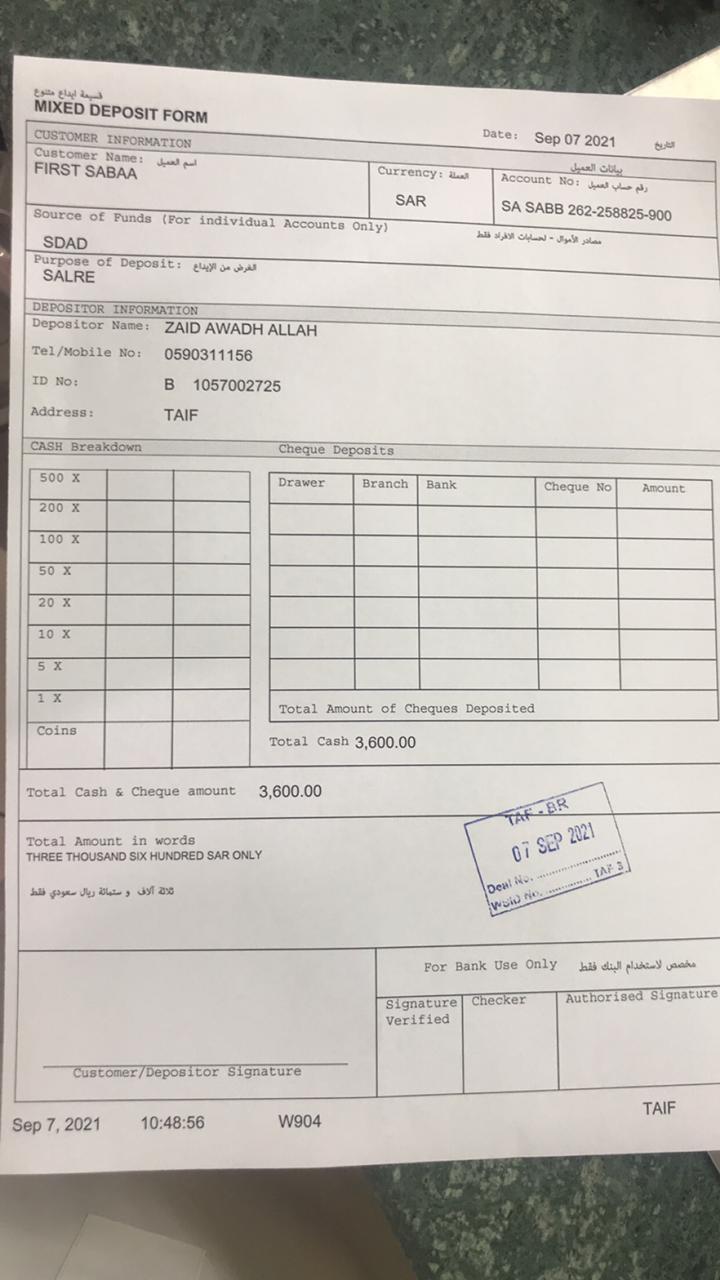 قسيمة ايداع متنوع
MIXED DEPOSIT FORM
Date: Sep 07 2021 التاريخ
CUSTOMER INFORMATION بيانات العميل
Customer Name: اسم العميل
FIRST SABAA
Currency: العملة
SAR
Account No: رقم حساب العميل
SA SABB 262-258825-900
Source of Funds (For individual Accounts Only) مصادر الأموال - لحسابات الافراد فقط
SDAD
Purpose of Deposit: الغرض من الإيداع
SALRE
DEPOSITOR INFORMATION
Depositor Name: ZAID AWADH ALLAH
Tel/Mobile No: 0590311156
ID No: B 1057002725
Address: TAIF
CASH Breakdown Cheque Deposits
500 X
200 X
100 X
50 X
20 X
10 X
5 X
1 X
Coins
Drawer Branch Bank Cheque No Amount
Total Amount of Cheques Deposited
Total Cash 3,600.00
Total Cash & Cheque amount 3,600.00
TAF-BR
07 SEP 2021
Deal No. ....................
WSID No. ............ TAF 3
Total Amount in words
THREE THOUSAND SIX HUNDRED SAR ONLY
ثلاثة آلاف و ستمائة ريال سعودي فقط
For Bank Use Only مخصص لاستخدام البنك فقط
Signature Verified
Checker
Authorised Signature
Customer/Depositor Signature
Sep 7, 2021 10:48:56 W904 TAIF